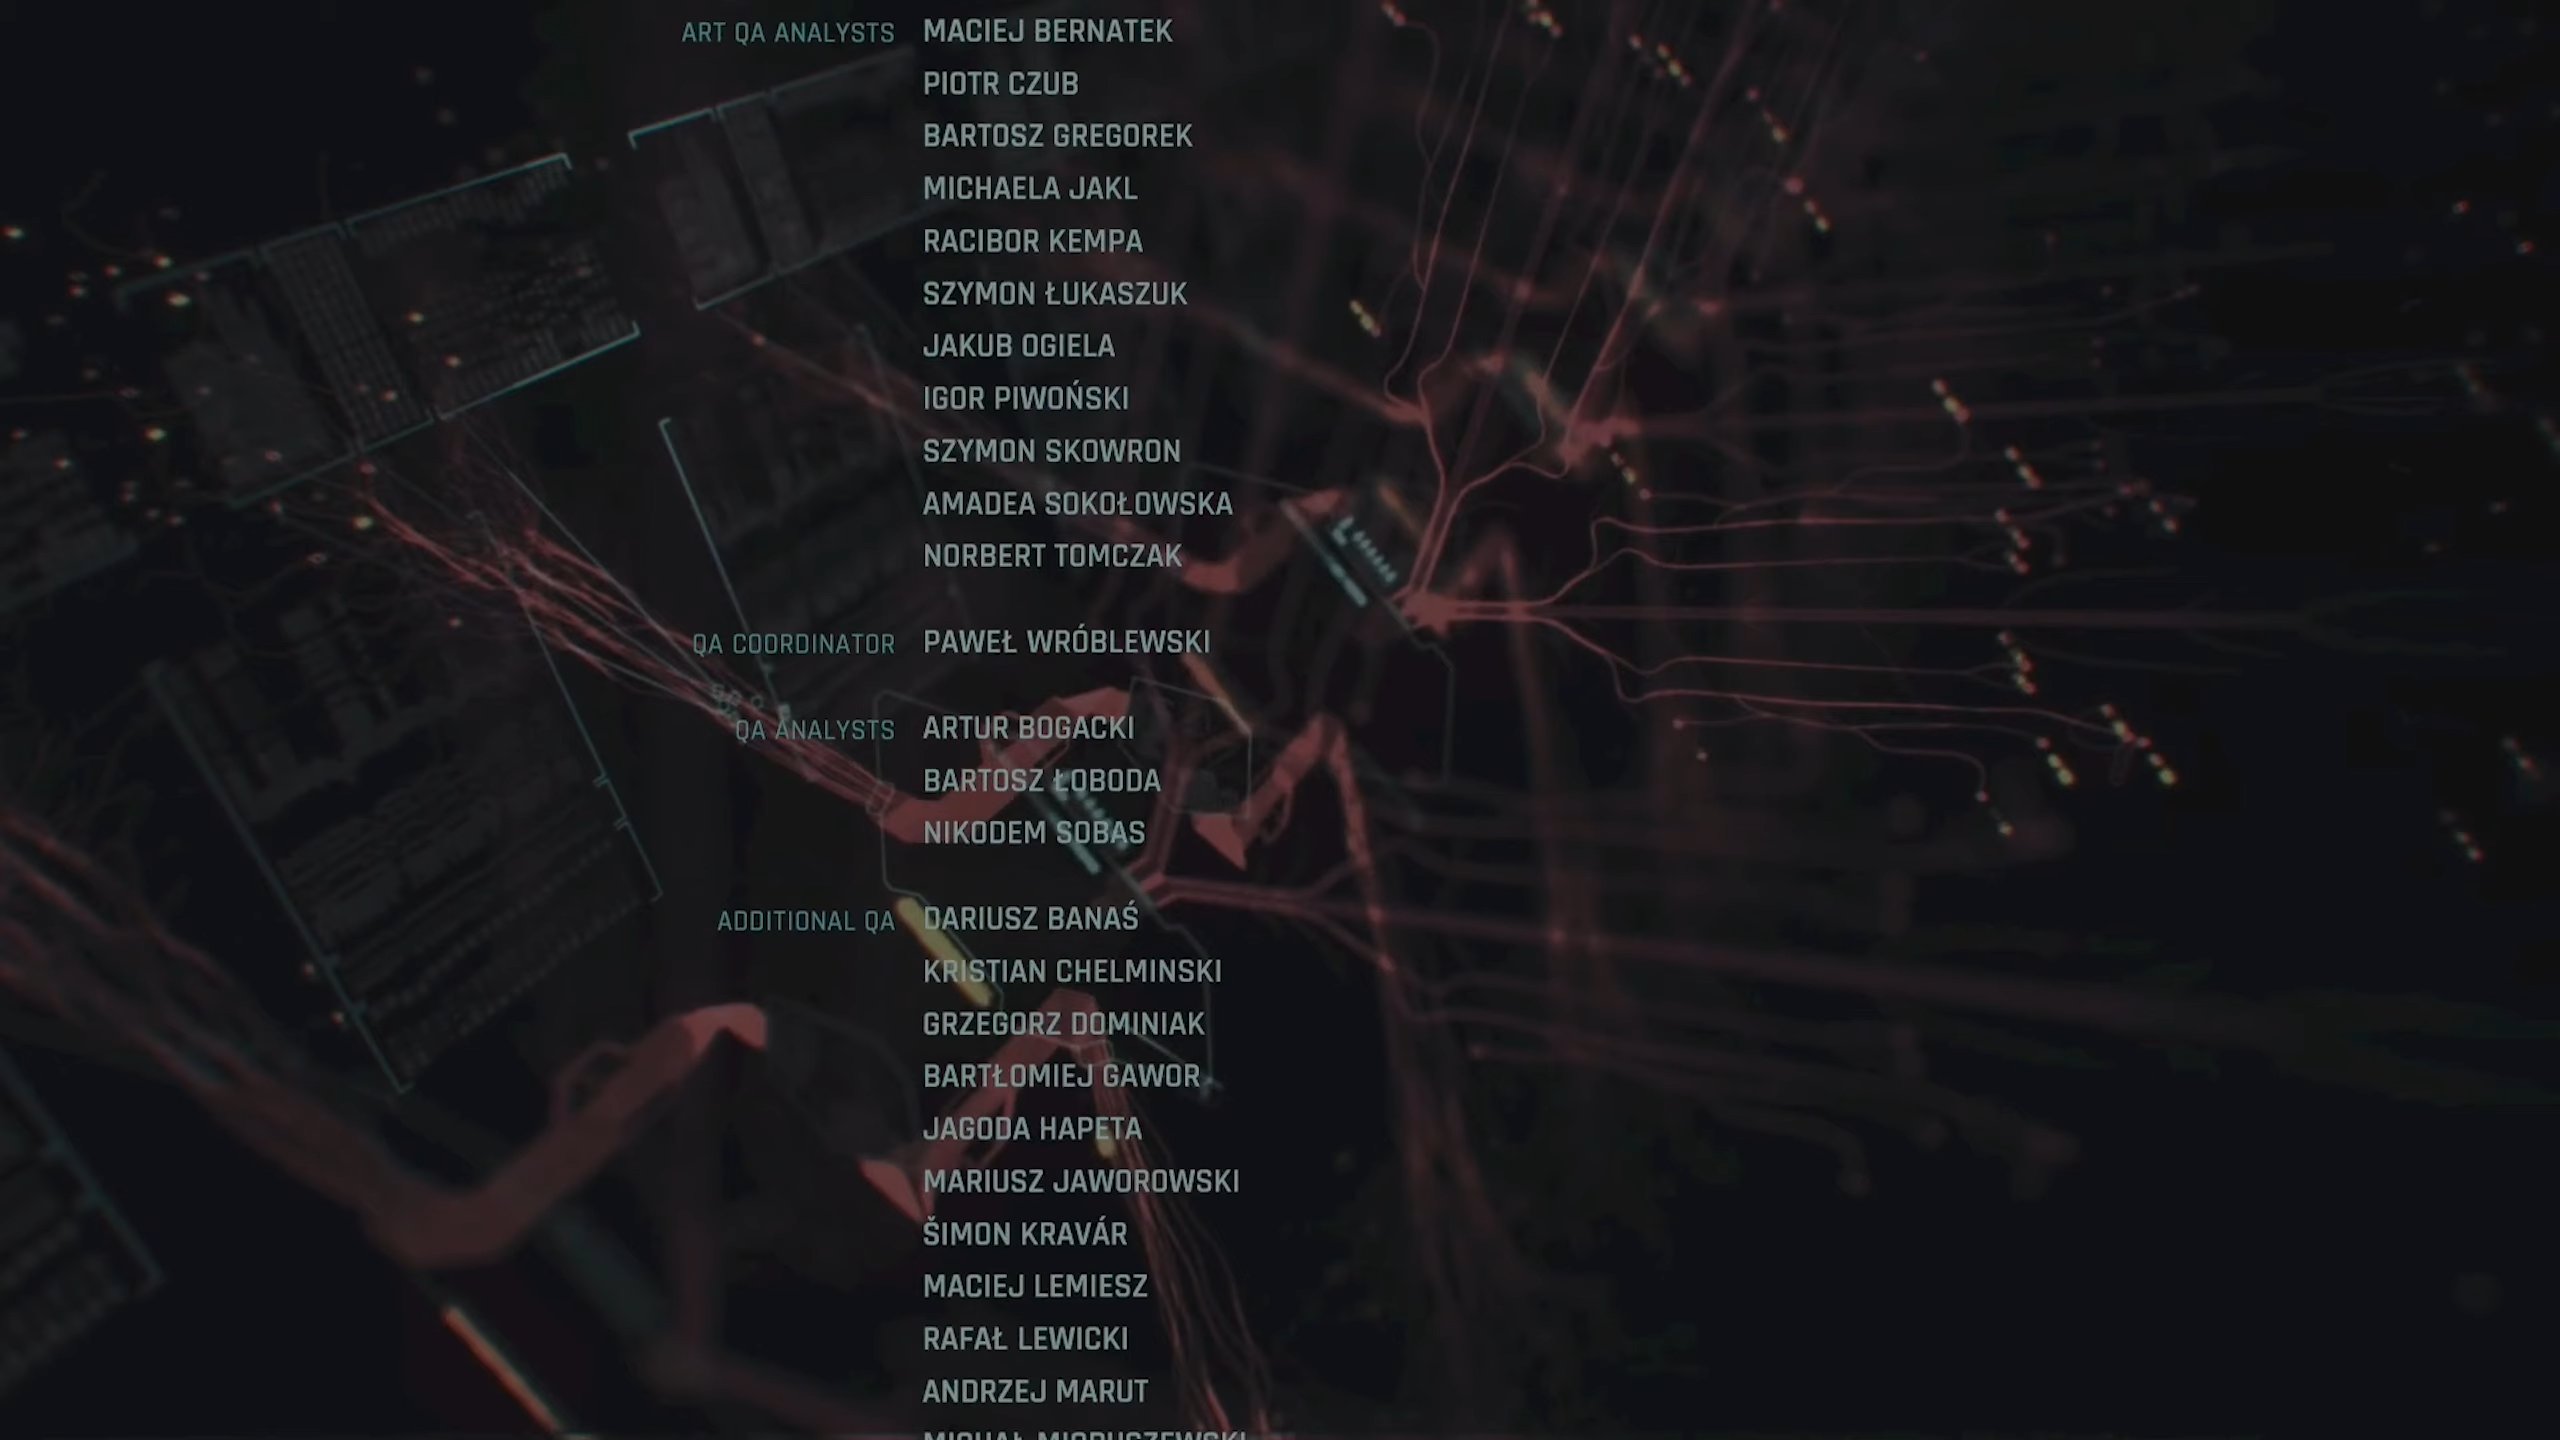 ART QA ANALYSTS MACIEJ BERNATEK
PIOTR CZUB
BARTOSZ GREGOREK
MICHAELA JAKL
RACIBOR KEMPA
SZYMON ŁUKASZUK
JAKUB OGIELA
IGOR PIWOŃSKI
SZYMON SKOWRON
AMADEA SOKOŁOWSKA
NORBERT TOMCZAK
QA COORDINATOR PAWEŁ WRÓBLEWSKI
QA ANALYSTS ARTUR BOGACKI
BARTOSZ ŁOBODA
NIKODEM SOBAS
ADDITIONAL QA DARIUSZ BANAŚ
KRISTIAN CHELMINSKI
GRZEGORZ DOMINIAK
BARTŁOMIEJ GAWOR
JAGODA HAPETA
MARIUSZ JAWOROWSKI
ŠIMON KRAVÁR
MACIEJ LEMIESZ
RAFAŁ LEWICKI
ANDRZEJ MARUT